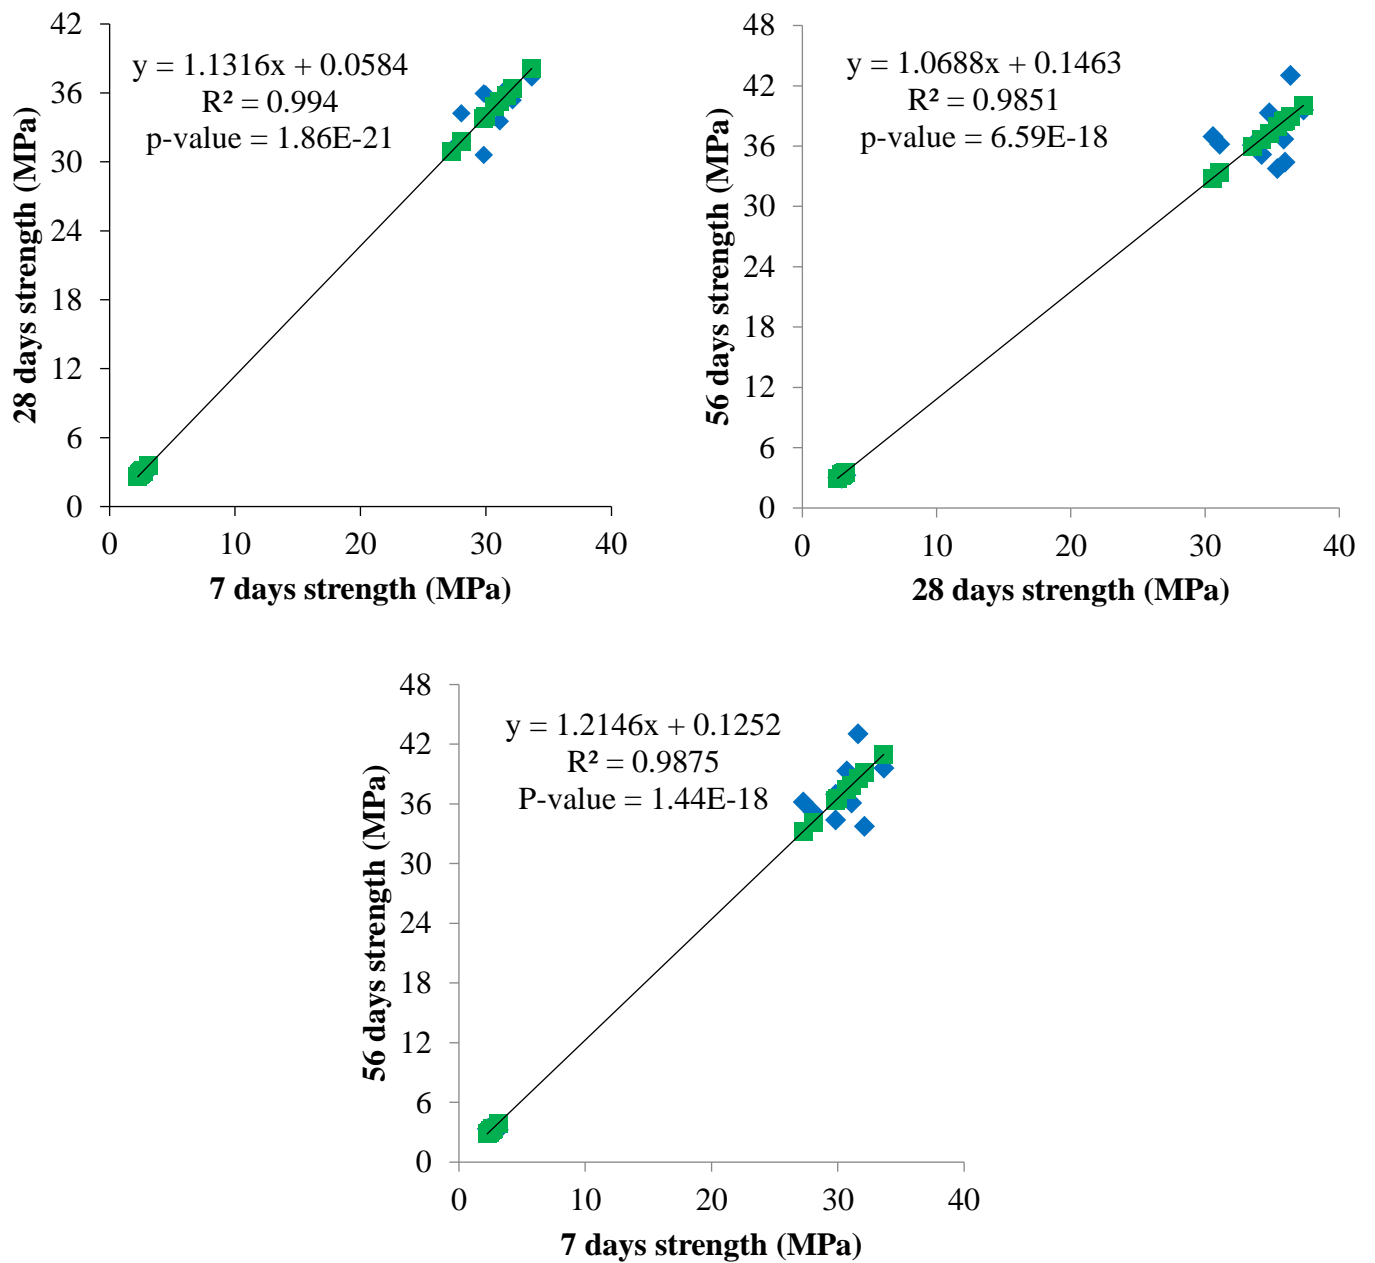 42
36
30
24
18
12
6
0
y = 1.1316x + 0.0584
R² = 0.994
p-value = 1.86E-21
28 days strength (MPa)
0 10 20 30 40
7 days strength (MPa)
48
42
36
30
24
18
12
6
0
y = 1.0688x + 0.1463
R² = 0.9851
p-value = 6.59E-18
56 days strength (MPa)
0 10 20 30 40
28 days strength (MPa)
48
42
36
30
24
18
12
6
0
y = 1.2146x + 0.1252
R² = 0.9875
P-value = 1.44E-18
56 days strength (MPa)
0 10 20 30 40
7 days strength (MPa)